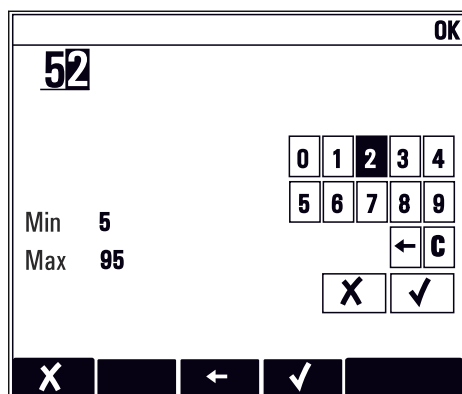 OK
52
0 1 2 3 4
5 6 7 8 9
Min 5
← C
Max 95
✗ ✓
✗ ← ✓